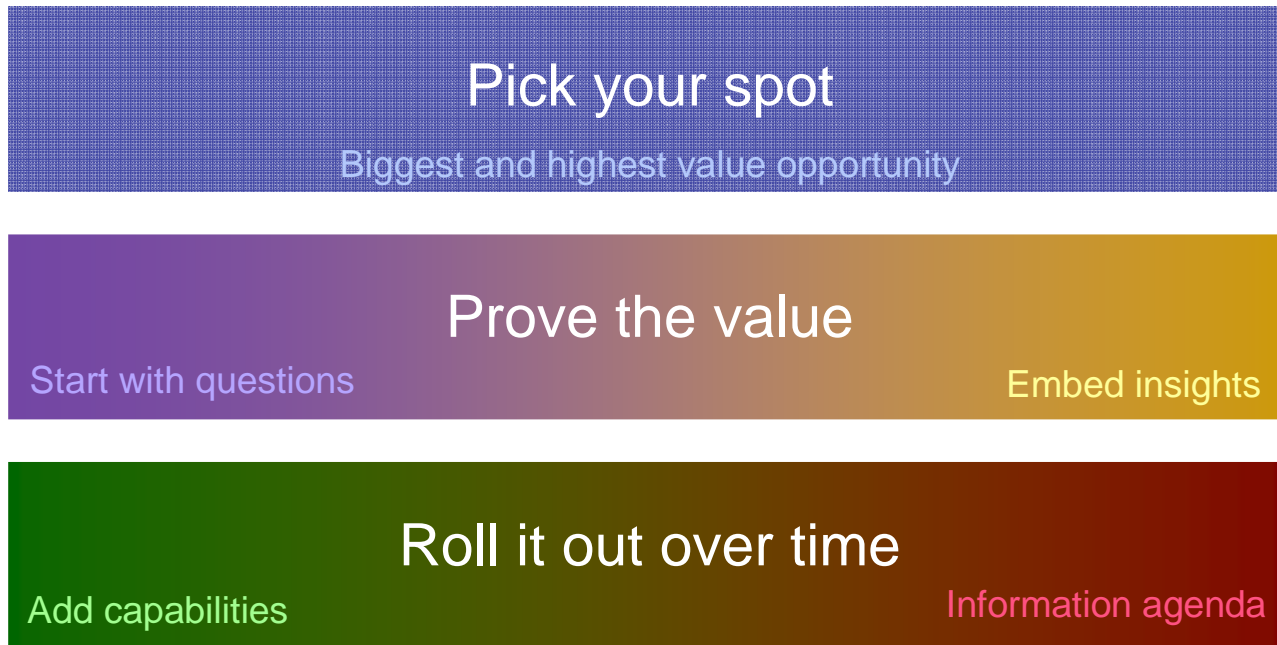 Pick your spot
Biggest and highest value opportunity
Prove the value
Start with questions
Embed insights
Roll it out over time
Add capabilities
Information agenda